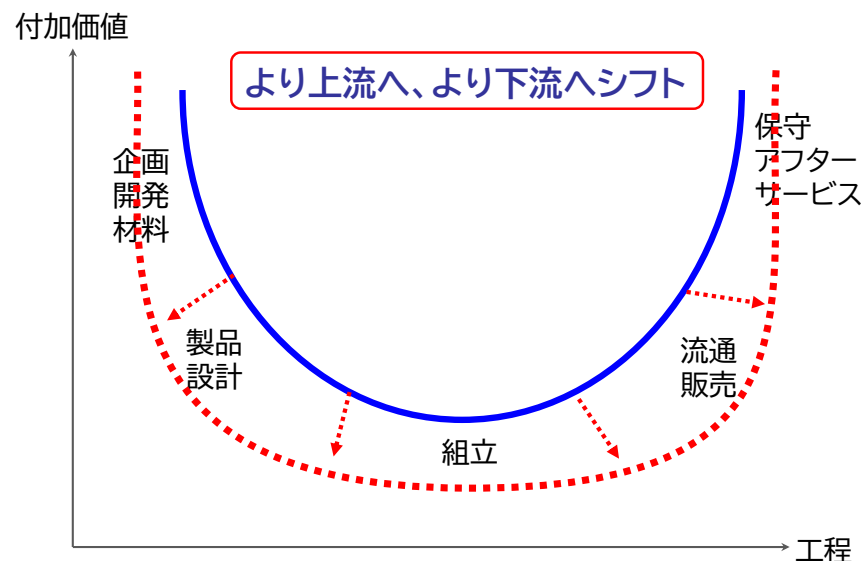 付加価値
より上流へ、より下流へシフト
企画
開発
材料
保守
アフター
サービス
製品
設計
流通
販売
組立
工程